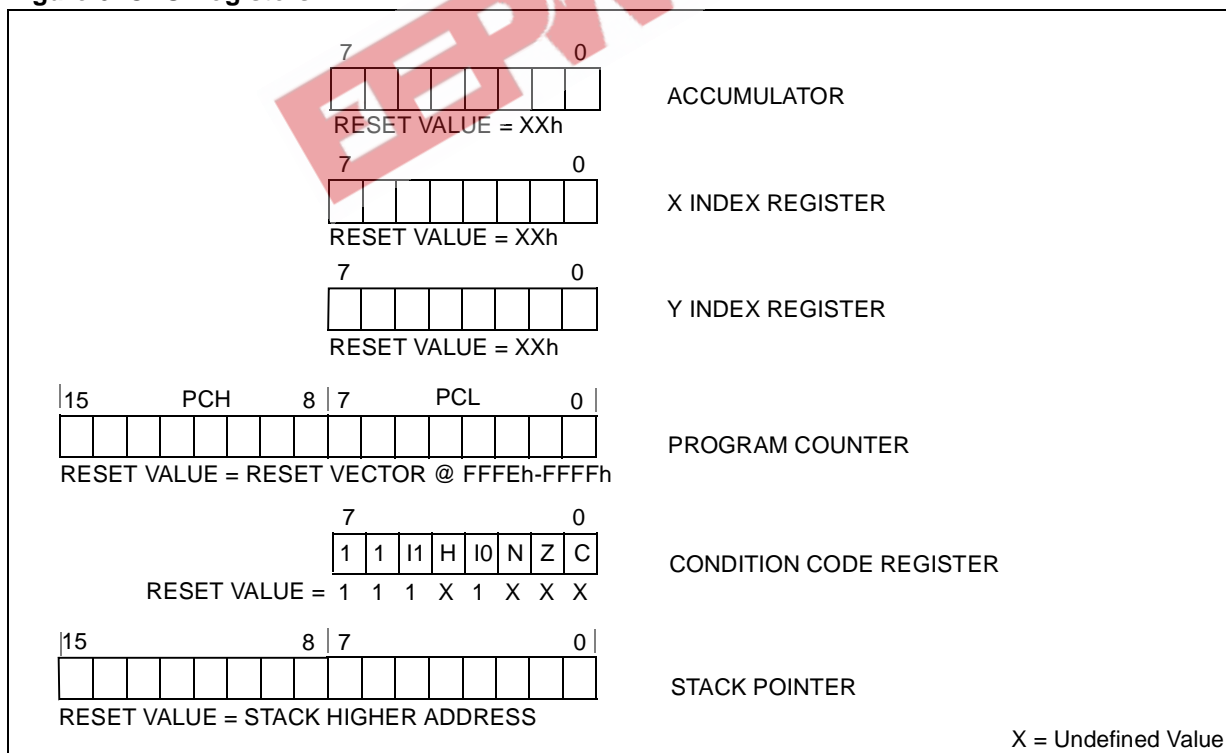 7 0
ACCUMULATOR
RESET VALUE = XXh
7 0
X INDEX REGISTER
RESET VALUE = XXh
7 0
Y INDEX REGISTER
RESET VALUE = XXh
15 PCH 8 7 PCL 0
PROGRAM COUNTER
RESET VALUE = RESET VECTOR @ FFFEh-FFFFh
7 0
1 1 I1 H I0 N Z C
CONDITION CODE REGISTER
RESET VALUE = 1 1 1 X 1 X X X
15 8 7 0
STACK POINTER
RESET VALUE = STACK HIGHER ADDRESS
X = Undefined Value